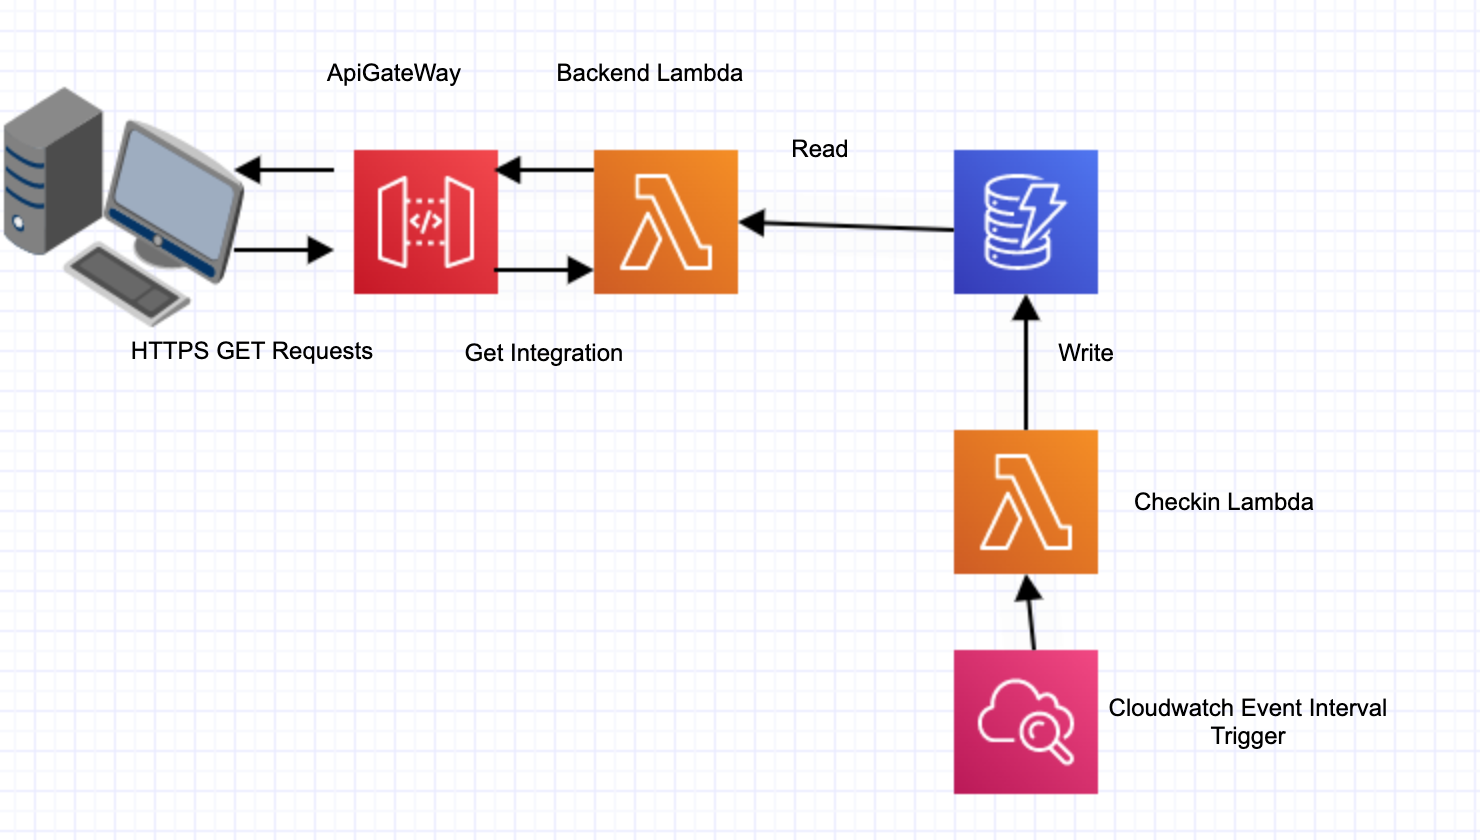 ApiGateWay
Backend Lambda
Read
</>
HTTPS GET Requests
Get Integration
Write
Checkin Lambda
Cloudwatch Event Interval
Trigger